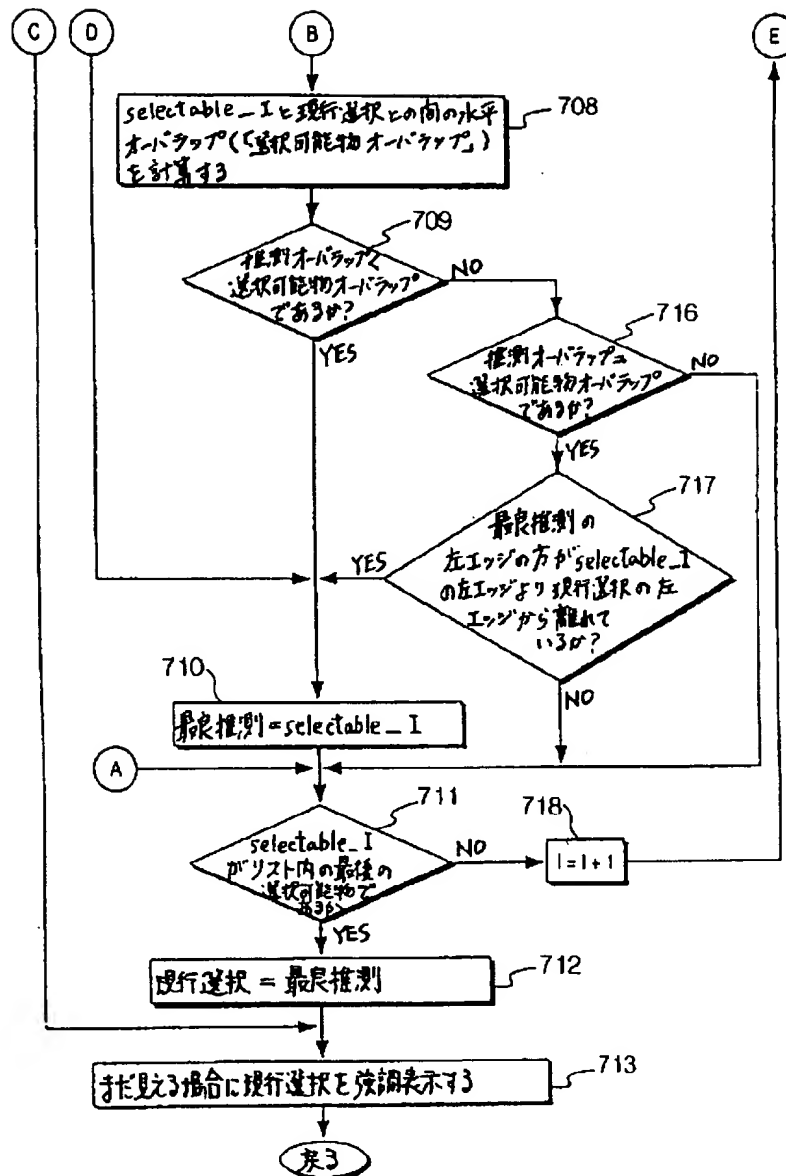 C
D
B
E
selectable_Iと現行選択との間の水平
オーバラップ(「選択可能物オーバラップ」)
を計算する
708
709
推測オーバラップ<
選択可能物オーバラップ
であるか?
NO
YES
716
推測オーバラップ=
選択可能物オーバラップ
であるか?
NO
YES
717
最良推測の
左エッジの方がselectable_I
の左エッジより現行選択の左
エッジから離れて
いるか?
YES
NO
710
最良推測=selectable_I
A
711
selectable_I
がリスト内の最後の
選択可能物で
あるか?
NO
718
I=I+1
YES
現行選択 = 最良推測
712
まだ見える場合に現行選択を強調表示する
713
戻る